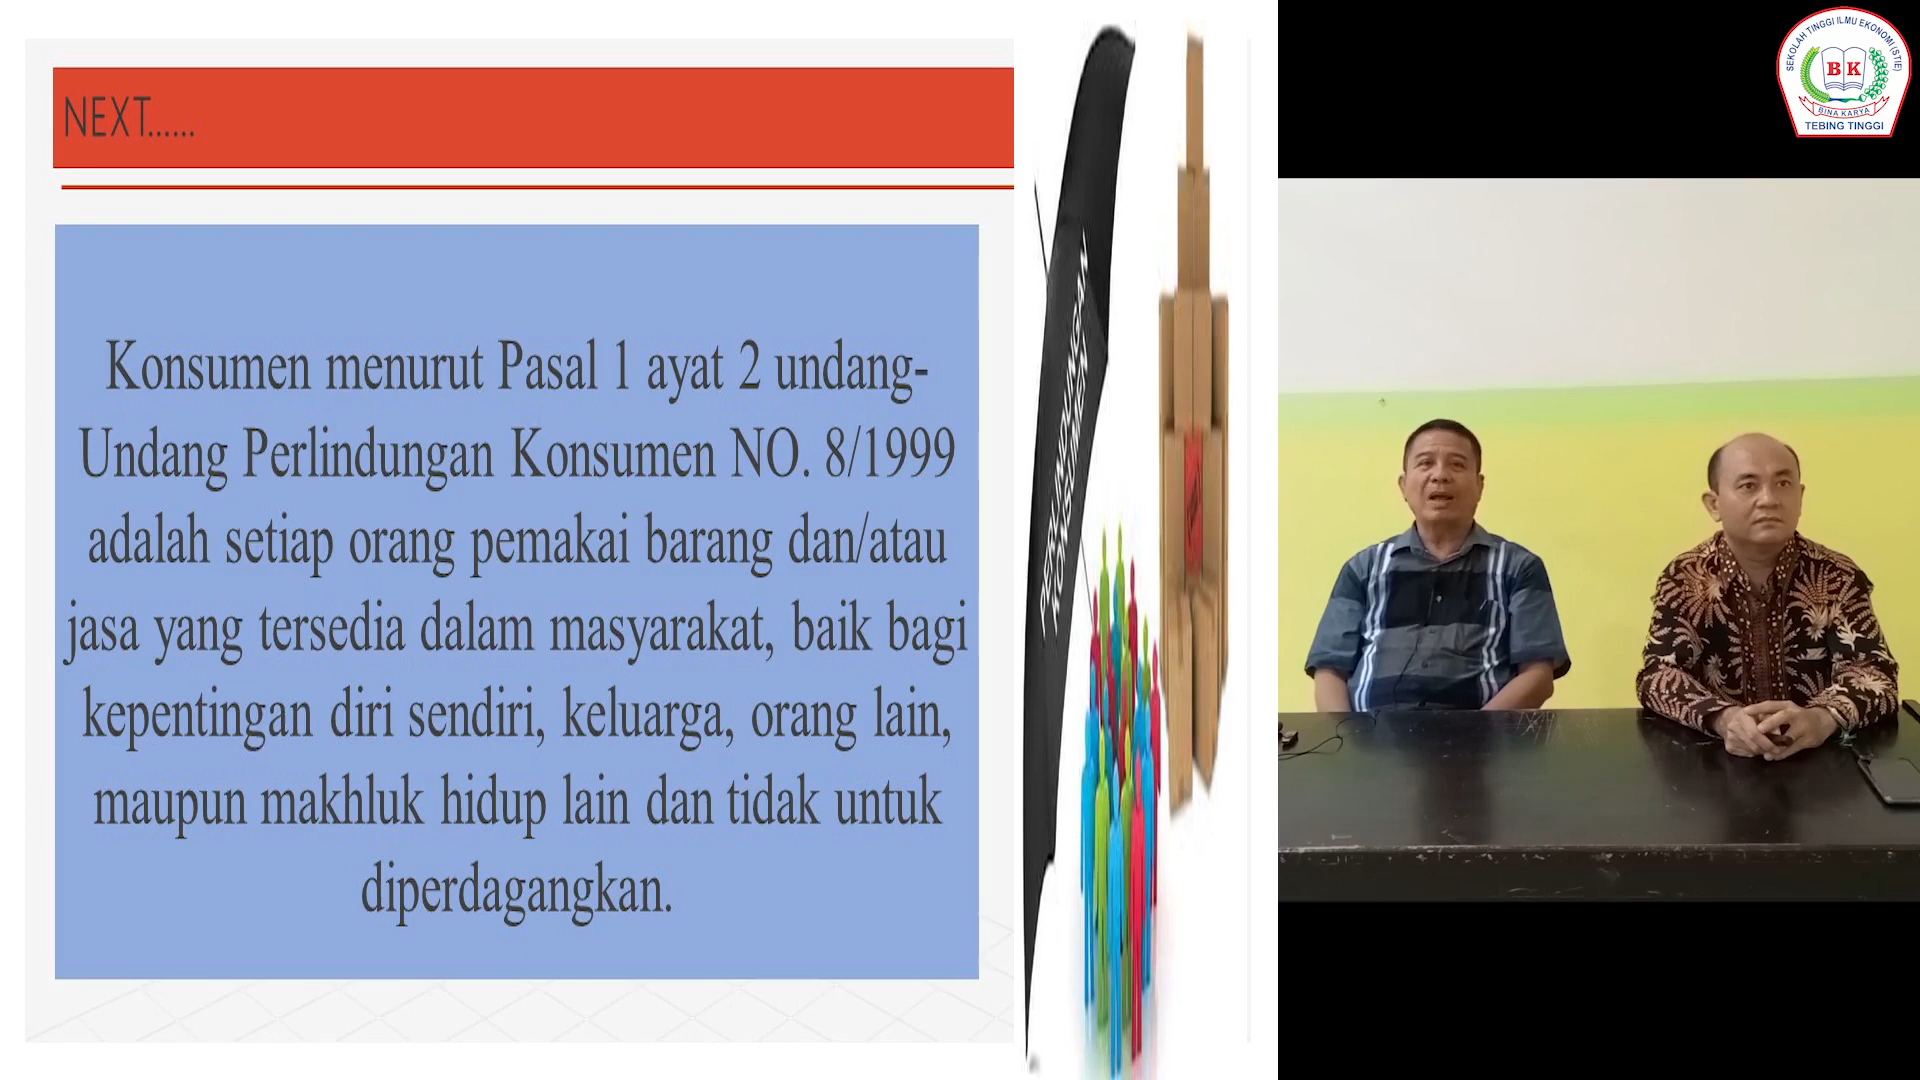 NEXT......
Konsumen menurut Pasal 1 ayat 2 undang-
Undang Perlindungan Konsumen NO. 8/1999
adalah setiap orang pemakai barang dan/atau
jasa yang tersedia dalam masyarakat, baik bagi
kepentingan diri sendiri, keluarga, orang lain,
maupun makhluk hidup lain dan tidak untuk
diperdagangkan.
PERLINDUNGAN
KONSUMEN
SEKOLAH TINGGI ILMU EKONOMI (STIE)
B K
BINA KARYA
TEBING TINGGI